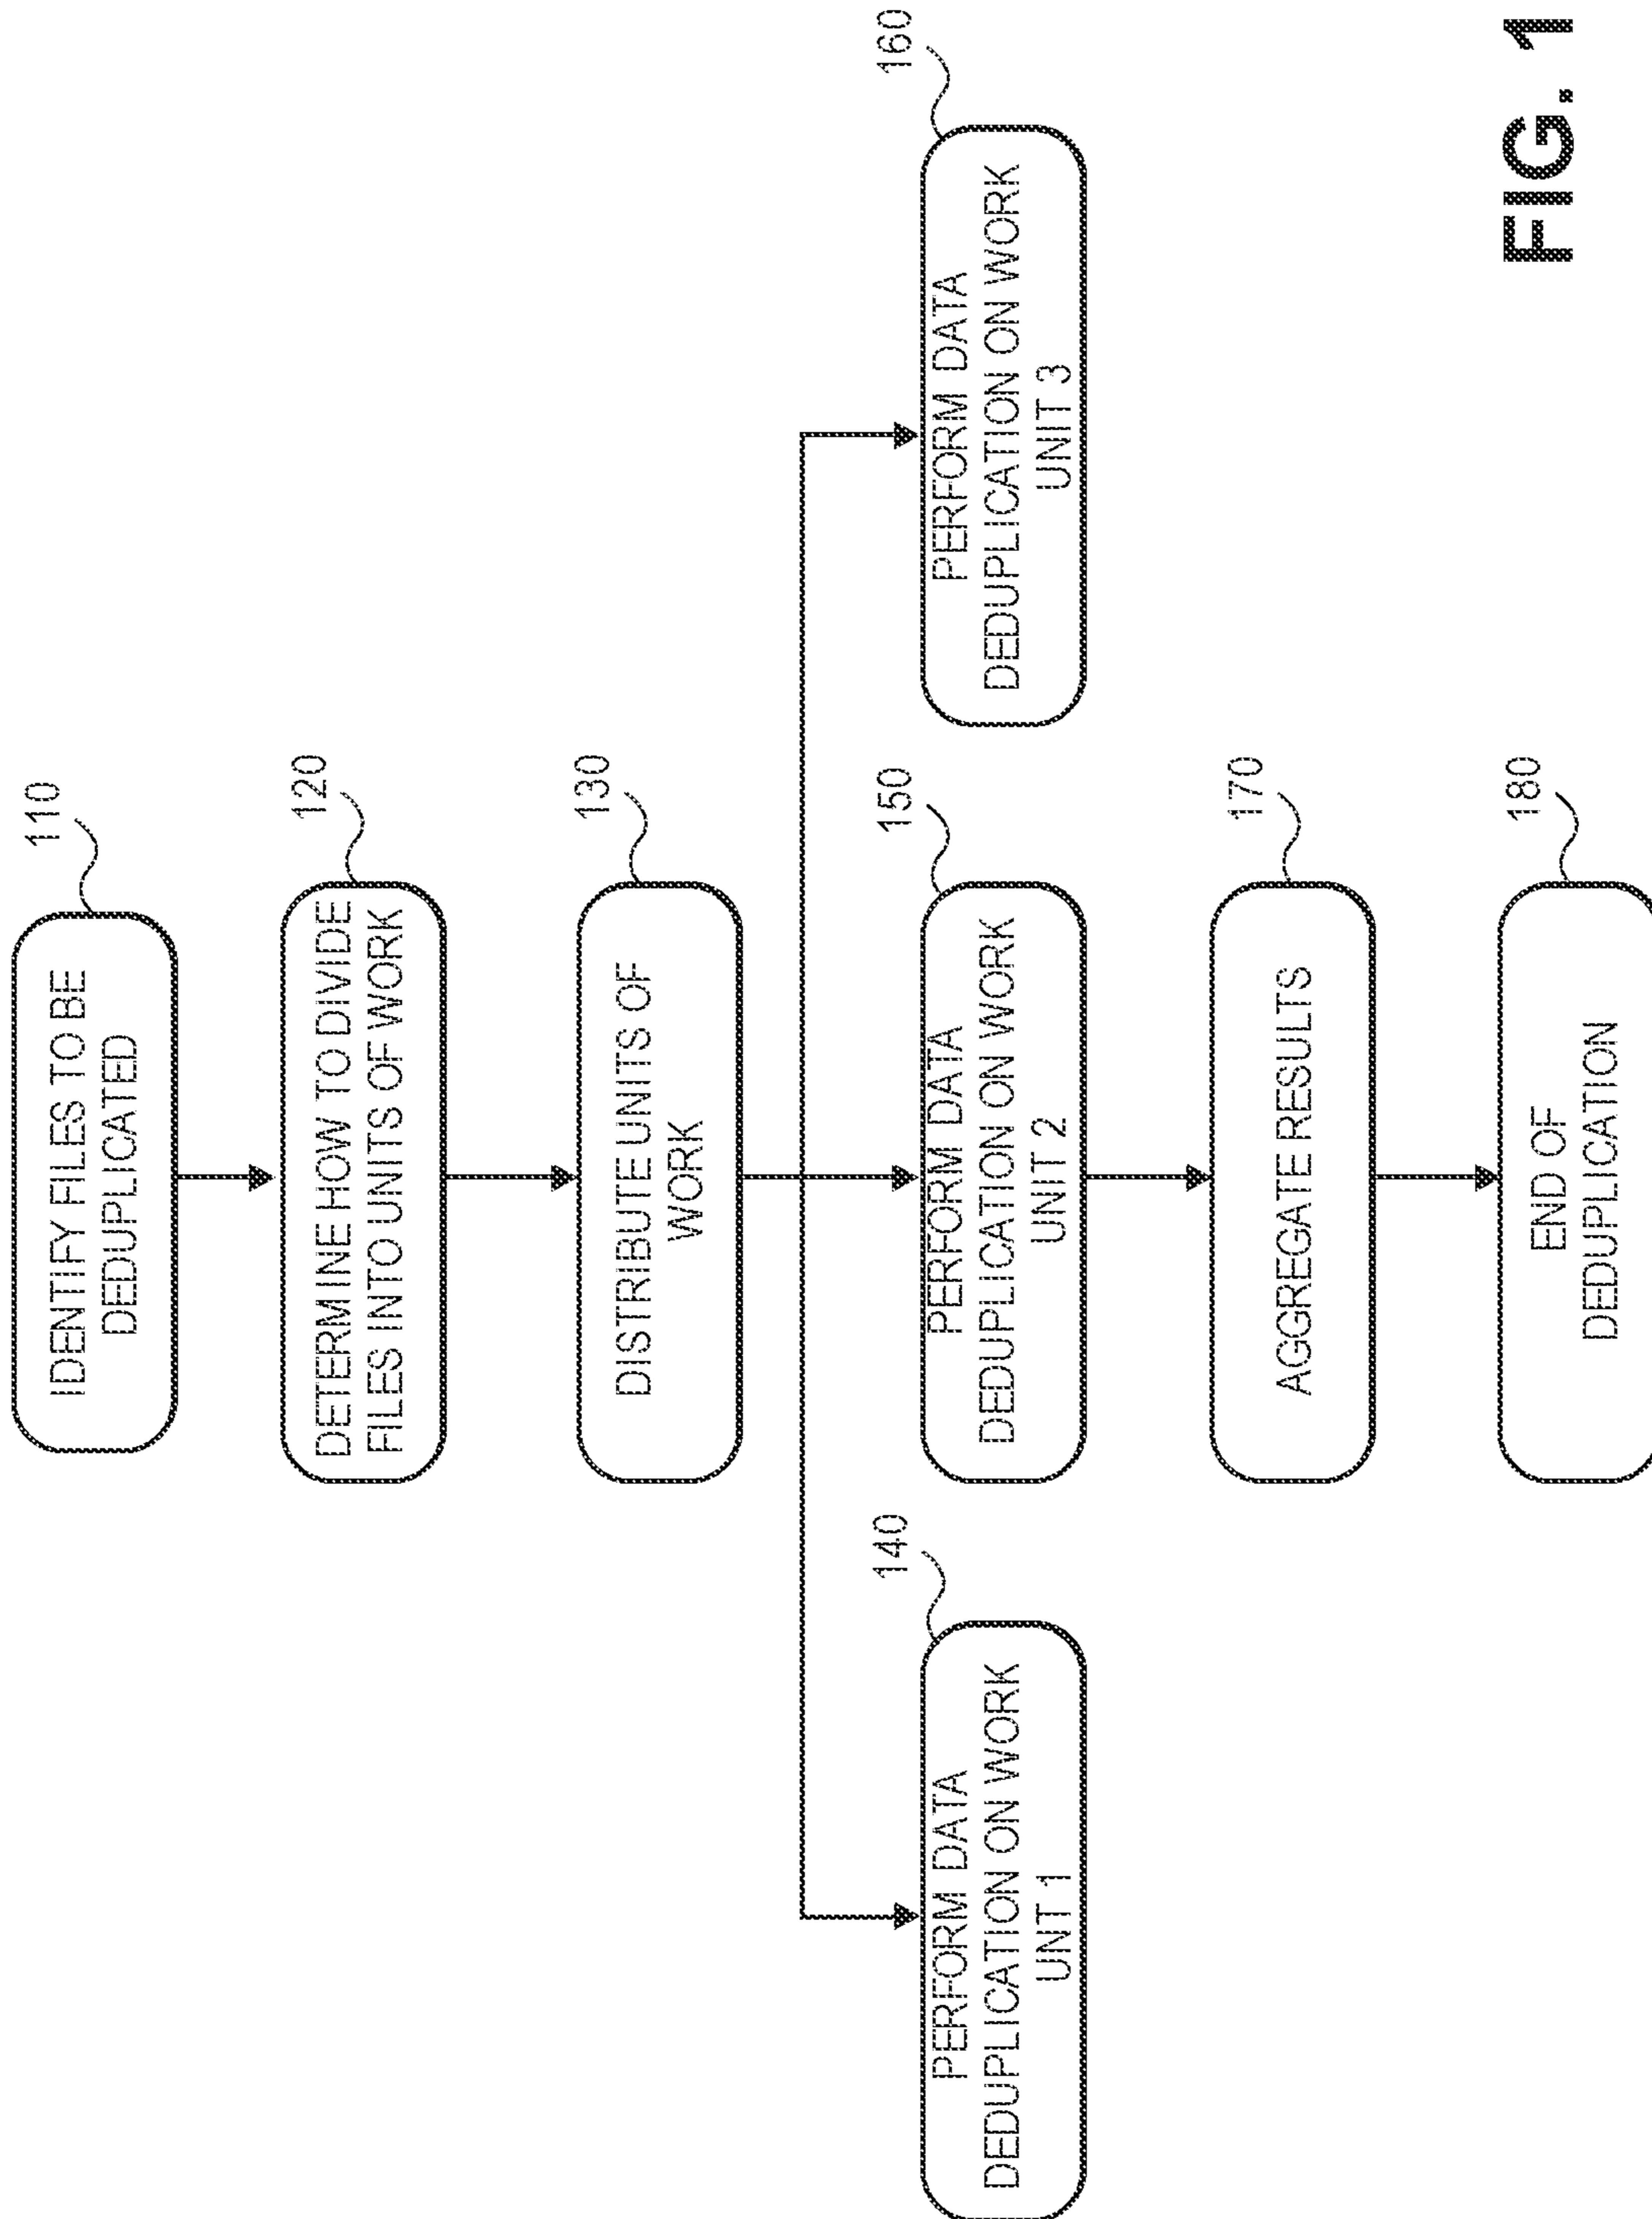 110
IDENTIFY FILES TO BE
DEDUPLICATED
120
DETERMINE HOW TO DIVIDE
FILES INTO UNITS OF WORK
130
DISTRIBUTE UNITS OF
WORK
140
PERFORM DATA
DEDUPLICATION ON WORK
UNT 1
150
PERFORM DATA
DEDUPLICATION ON WORK
UNIT 2
160
PERFORM DATA
DEDUPLICATION ON WORK
UNIT 3
170
AGGREGATE RESULTS
180
END OF
DEDUPLICATION
FIG. 1